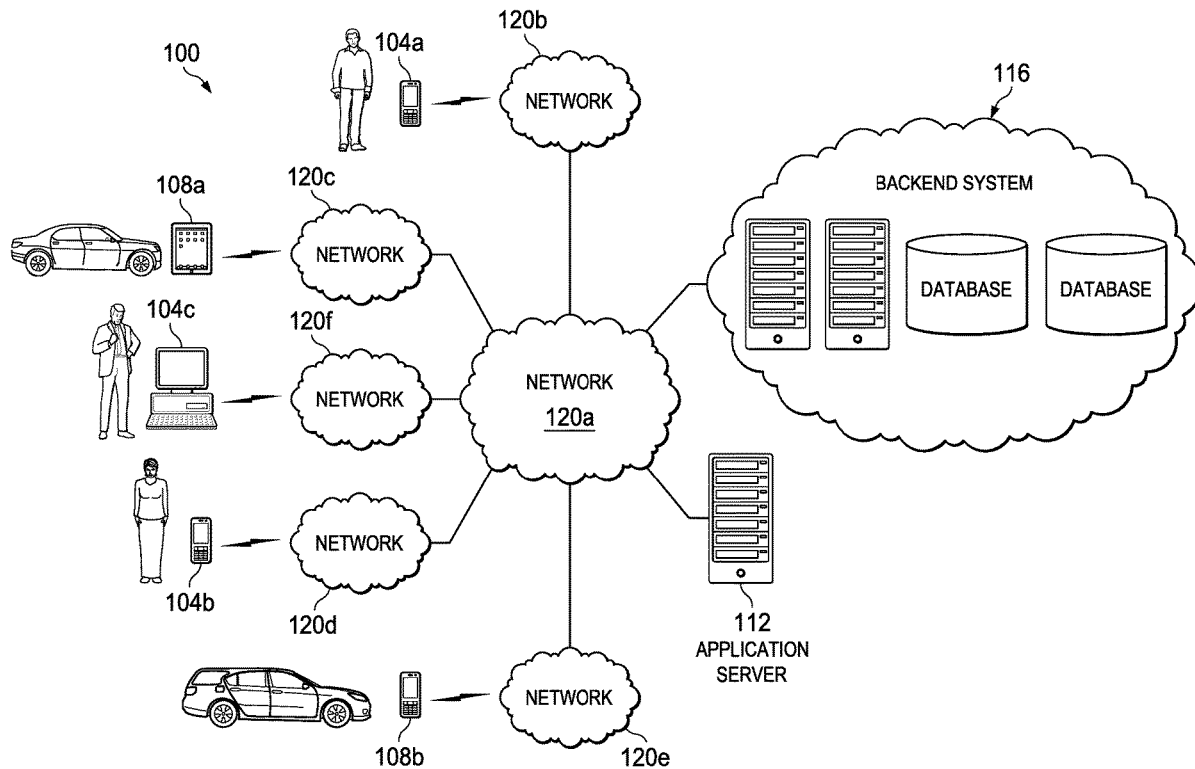 100
104a
120b
NETWORK
116
BACKEND SYSTEM
DATABASE
DATABASE
108a
120c
NETWORK
104c
120f
NETWORK
NETWORK
120a
104b
NETWORK
120d
112
APPLICATION
SERVER
108b
NETWORK
120e